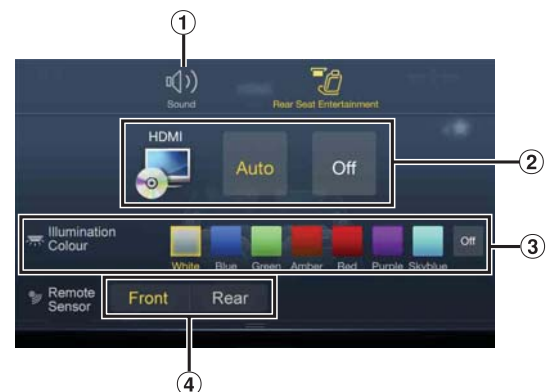 1
Sound
Rear Seat Entertainment
HDMI
Auto
Off
2
Illumination
Colour
White
Blue
Green
Amber
Red
Purple
Skyblue
Off
3
Remote
Sensor
Front
Rear
4